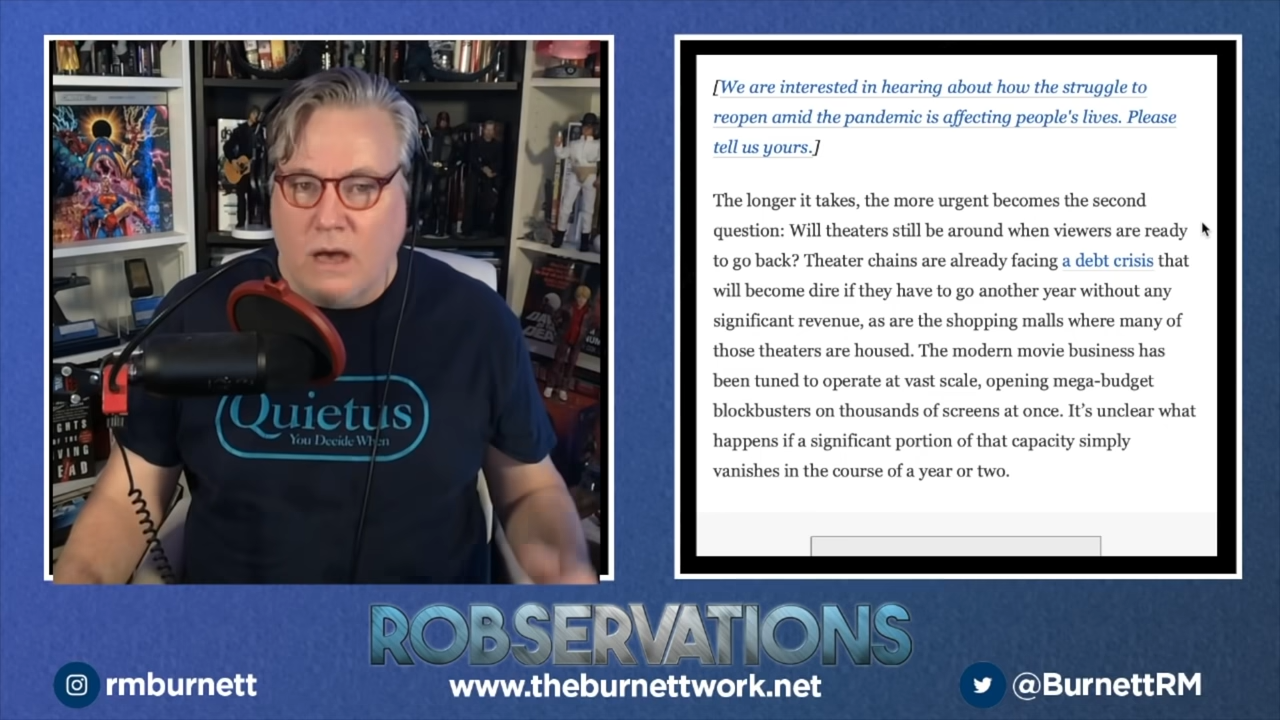 [We are interested in hearing about how the struggle to
reopen amid the pandemic is affecting people's lives. Please
tell us yours.]
The longer it takes, the more urgent becomes the second
question: Will theaters still be around when viewers are ready
to go back? Theater chains are already facing a debt crisis that
will become dire if they have to go another year without any
significant revenue, as are the shopping malls where many of
those theaters are housed. The modern movie business has
been tuned to operate at vast scale, opening mega-budget
blockbusters on thousands of screens at once. It’s unclear what
happens if a significant portion of that capacity simply
vanishes in the course of a year or two.
Quietus
You Decide When
ROBSERVATIONS
rmburnett
www.theburnettwork.net
@BurnettRM